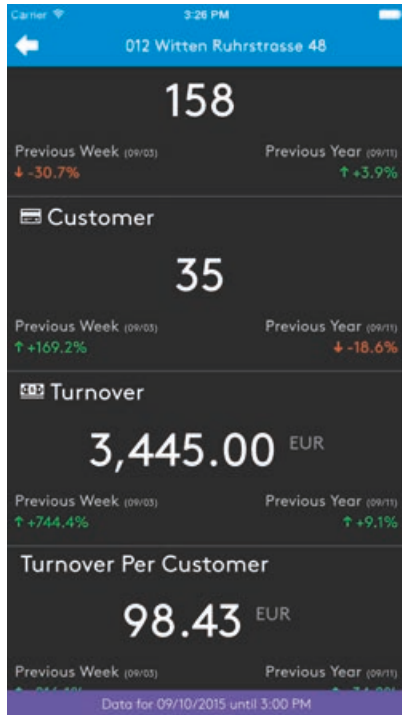 Carrier 3:26 PM
012 Witten Ruhrstrasse 48
158
Previous Week (09/03) Previous Year (09/11)
↓ -30.7% ↑ +3.9%
Customer
35
Previous Week (09/03) Previous Year (09/11)
↑ +169.2% ↓ -18.6%
Turnover
3,445.00 EUR
Previous Week (09/03) Previous Year (09/11)
↑ +744.4% ↑ +9.1%
Turnover Per Customer
98.43 EUR
Previous Week (09/03) Previous Year (09/11)
Data for 09/10/2015 until 3:00 PM